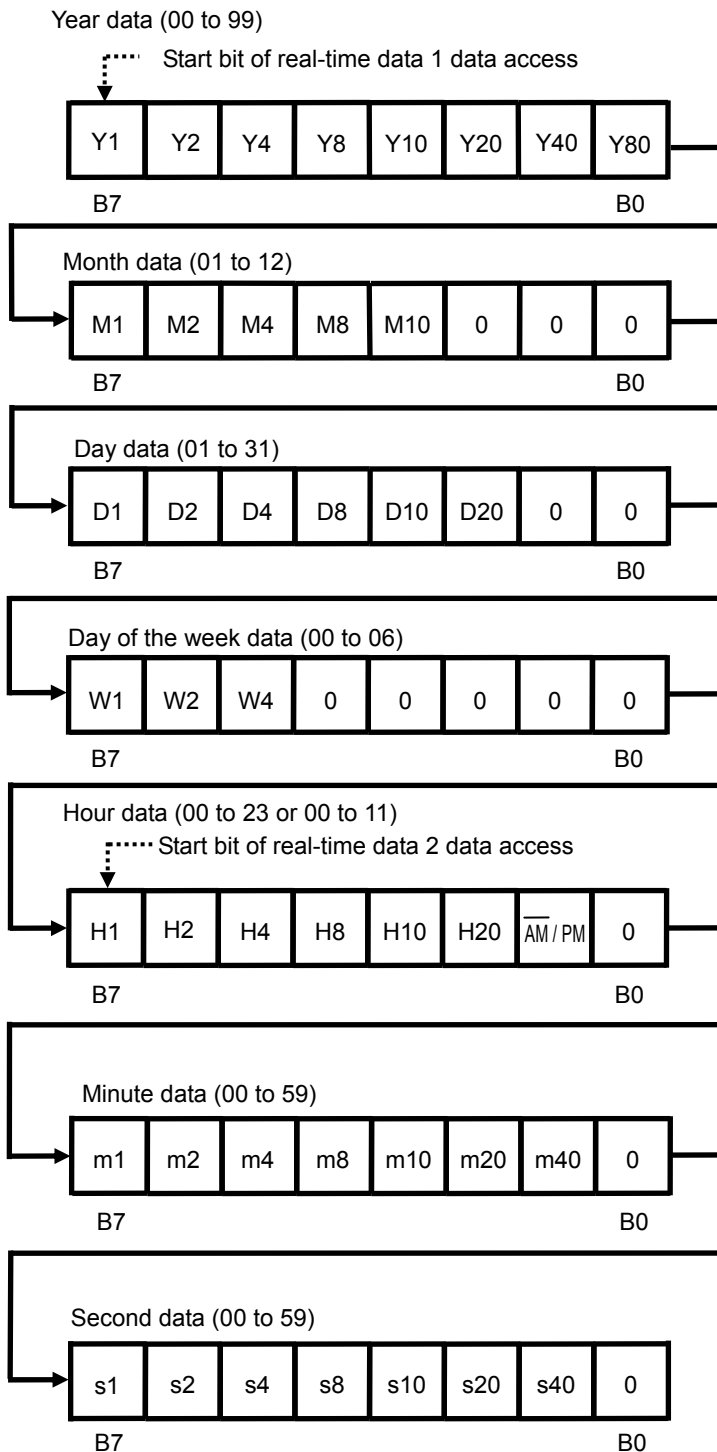 Year data (00 to 99)
Start bit of real-time data 1 data access
Y1 Y2 Y4 Y8 Y10 Y20 Y40 Y80
B7 B0
Month data (01 to 12)
M1 M2 M4 M8 M10 0 0 0
B7 B0
Day data (01 to 31)
D1 D2 D4 D8 D10 D20 0 0
B7 B0
Day of the week data (00 to 06)
W1 W2 W4 0 0 0 0 0
B7 B0
Hour data (00 to 23 or 00 to 11)
Start bit of real-time data 2 data access
H1 H2 H4 H8 H10 H20 A̅M̅ / PM 0
B7 B0
Minute data (00 to 59)
m1 m2 m4 m8 m10 m20 m40 0
B7 B0
Second data (00 to 59)
s1 s2 s4 s8 s10 s20 s40 0
B7 B0